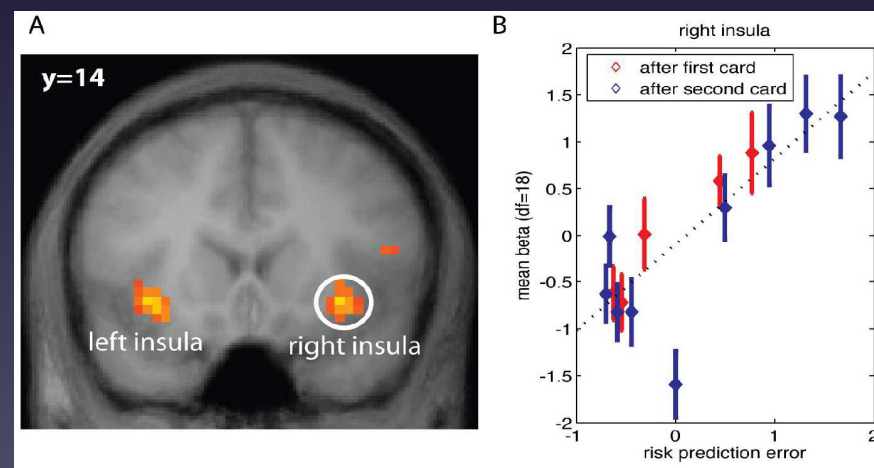 A
y=14
left insula
right insula
B
right insula
after first card
after second card
mean beta (df=18)
2
1.5
1
0.5
0
-0.5
-1
-1.5
-2
-1
0
1
2
risk prediction error